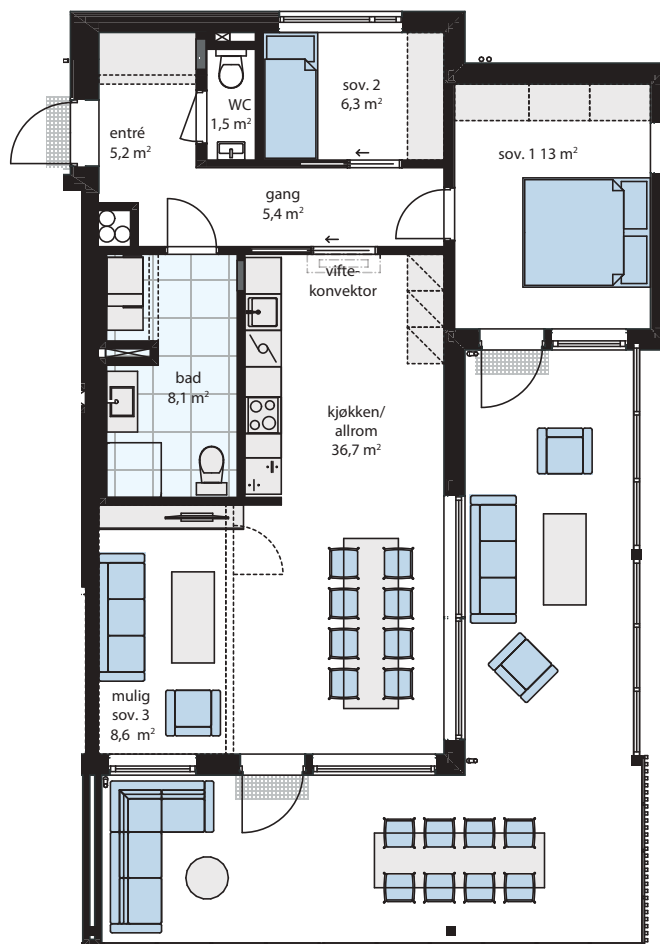 sov. 2
6,3 m²
WC
1,5 m²
entré
5,2 m²
sov. 1 13 m²
gang
5,4 m²
vifte-
konvektor
bad
8,1 m²
kjøkken/
allrom
36,7 m²
mulig
sov. 3
8,6 m²